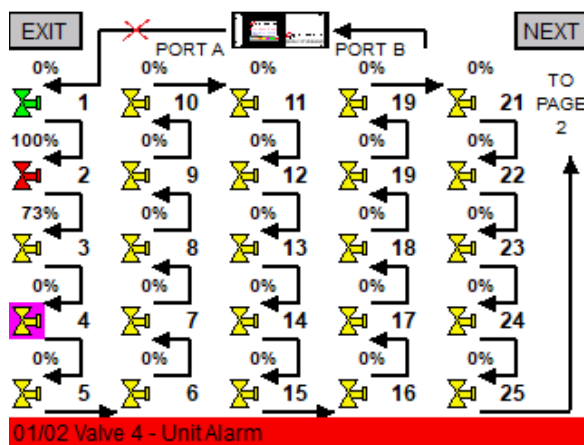 EXIT
NEXT
PORT A
PORT B
0% 0% 0% 0% 0%
1 10 11 19 21
TO
PAGE
2
100% 0% 0% 0% 0%
2 9 12 19 22
73% 0% 0% 0% 0%
3 8 13 18 23
0% 0% 0% 0% 0%
4 7 14 17 24
0% 0% 0% 0% 0%
5 6 15 16 25
01/02 Valve 4 - Unit Alarm